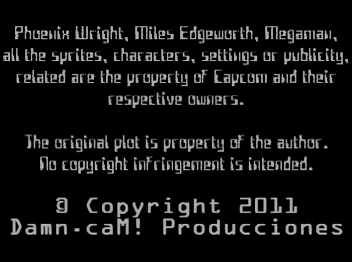 Phoenix Wright, Miles Edgeworth, Megaman,
all the sprites, characters, settings or publicity,
related are the property of Capcom and their
respective owners.
The original plot is property of the author.
No copyright infringement is intended.
© Copyright 2011
Damn-caM! Producciones